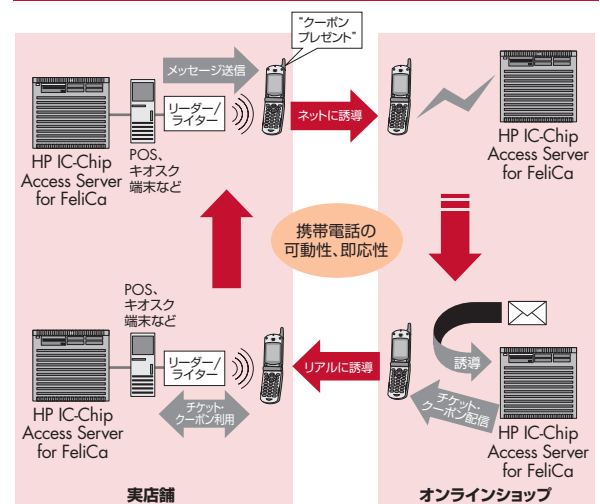 “クーポン
プレゼント”
メッセージ送信
リーダー/
ライター
HP IC-Chip
Access Server
for FeliCa
POS、
キオスク
端末など
ネットに誘導
HP IC-Chip
Access Server
for FeliCa
携帯電話の
可動性、即応性
POS、
キオスク
端末など
リーダー/
ライター
HP IC-Chip
Access Server
for FeliCa
チケット・
クーポン利用
リアルに誘導
誘導
チケット・
クーポン配信
HP IC-Chip
Access Server
for FeliCa
実店舗
オンラインショップ